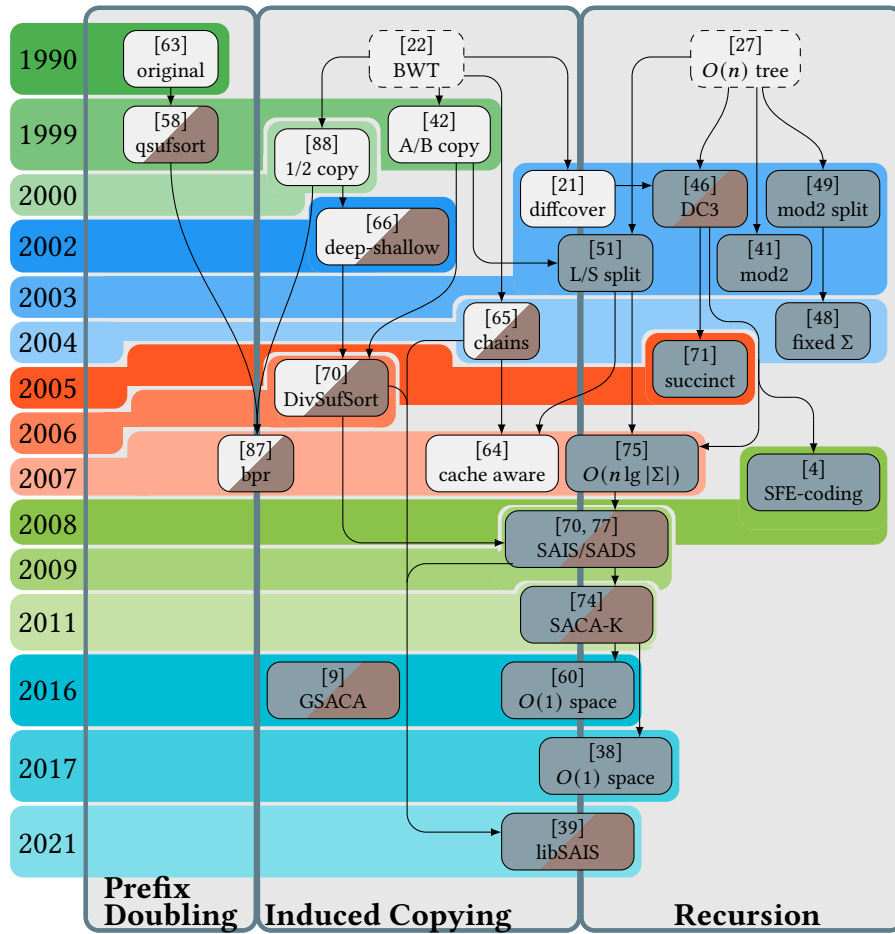 1990
[63]
original
[22]
BWT
[27]
O(n) tree
1999
[58]
qsufsort
[88]
1/2 copy
[42]
A/B copy
2000
[21]
diffcover
[46]
DC3
[49]
mod2 split
2002
[66]
deep-shallow
[51]
L/S split
[41]
mod2
2003
2004
[65]
chains
[48]
fixed Σ
2005
[70]
DivSufSort
[71]
succinct
2006
2007
[87]
bpr
[64]
cache aware
[75]
O(n lg |Σ|)
[4]
SFE-coding
2008
[70, 77]
SAIS/SADS
2009
2011
[74]
SACA-K
2016
[9]
GSACA
[60]
O(1) space
2017
[38]
O(1) space
2021
[39]
libSAIS
Prefix
Doubling
Induced Copying
Recursion